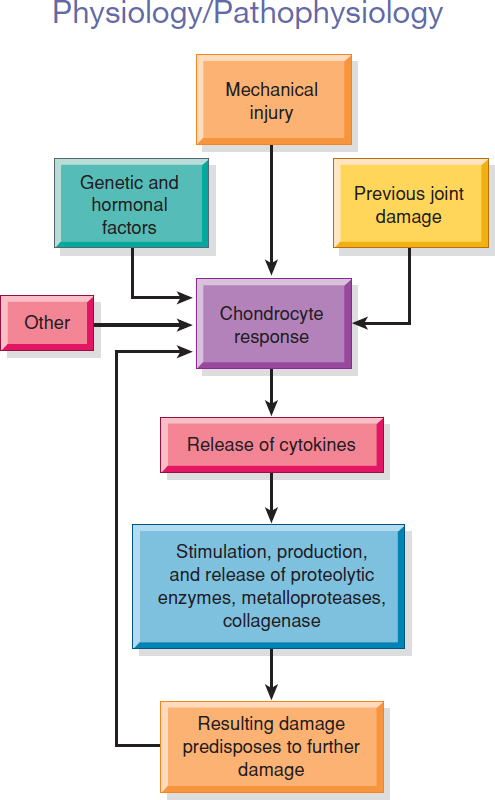 Physiology/Pathophysiology
Mechanical
injury
Genetic and
hormonal
factors
Previous joint
damage
Other
Chondrocyte
response
Release of cytokines
Stimulation, production,
and release of proteolytic
enzymes, metalloproteases,
collagenase
Resulting damage
predisposes to further
damage